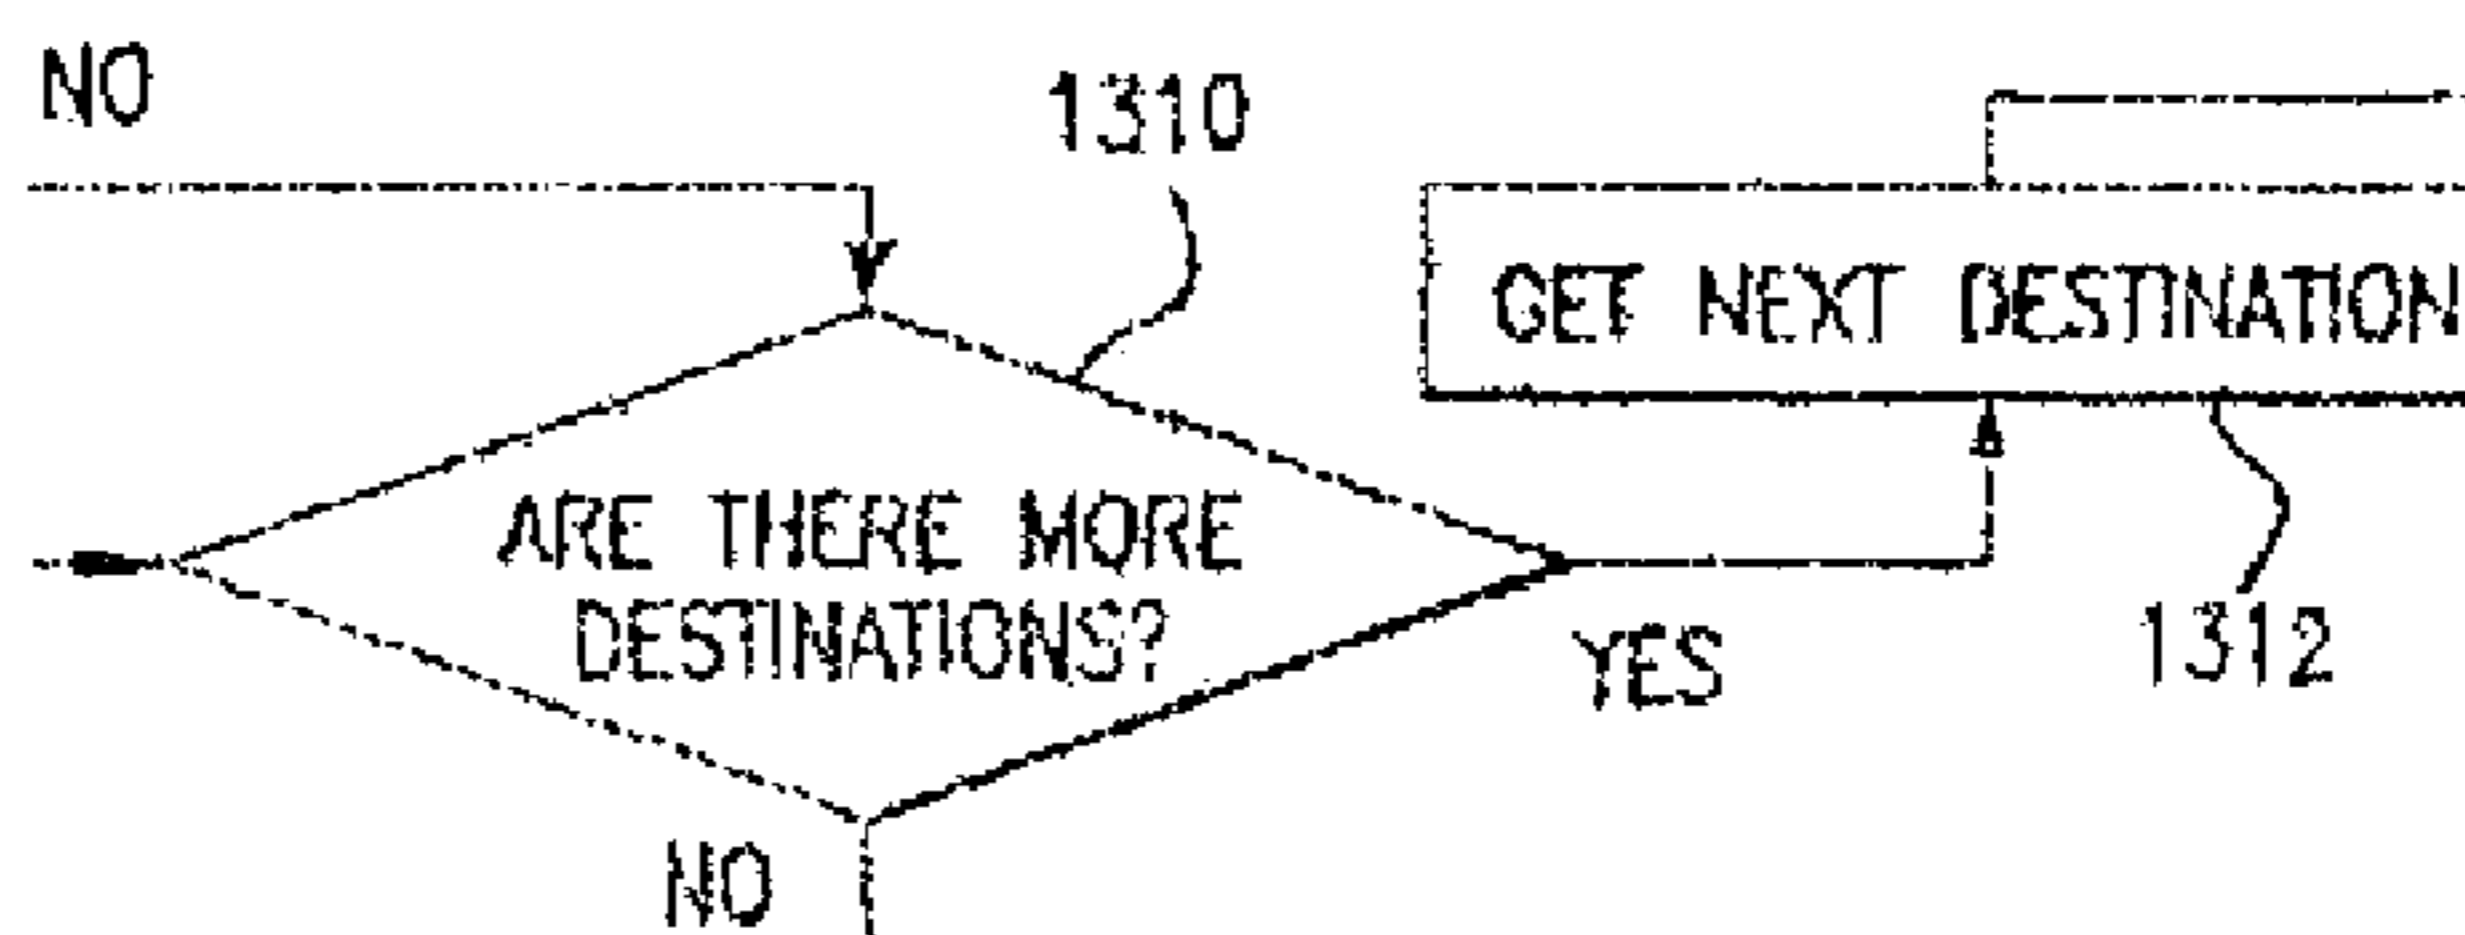 NO
1310
GET NEXT DESTINATION
ARE THERE MORE
DESTINATIONS?
YES
1312
NO